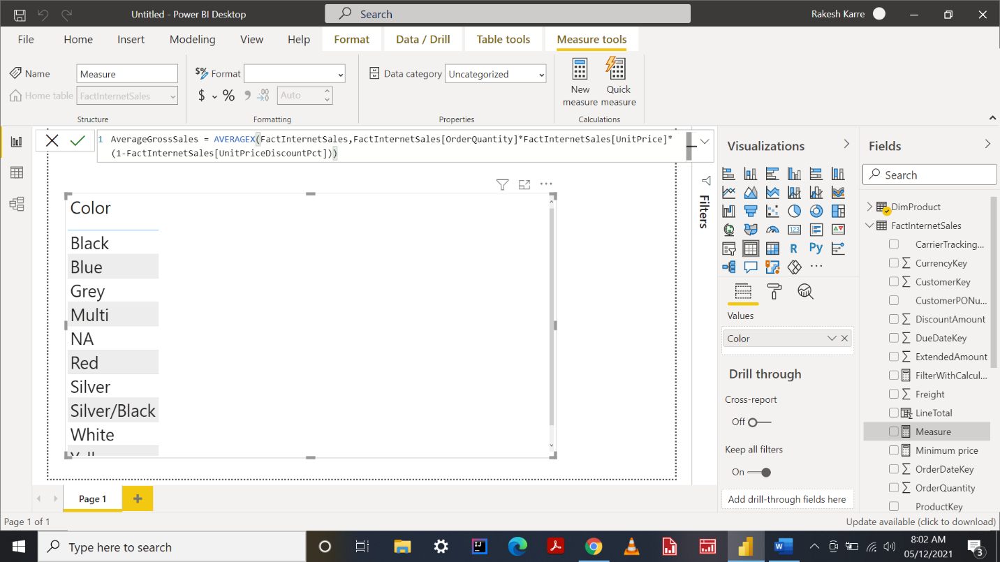 Untitled - Power BI Desktop
Search
Rakesh Karre
File Home Insert Modeling View Help Format Data / Drill Table tools Measure tools
Name Measure
Home table FactInternetSales
Structure
$% Format
$ % 9 .00 →.0 Auto
Formatting
Data category Uncategorized
Properties
New measure
Quick measure
Calculations
1 AverageGrossSales = AVERAGEX(FactInternetSales,FactInternetSales[OrderQuantity]*FactInternetSales[UnitPrice]*
(1-FactInternetSales[UnitPriceDiscountPct]))
Color
Black
Blue
Grey
Multi
NA
Red
Silver
Silver/Black
White
Filters
Visualizations
123
R Py
Values
Color
Drill through
Cross-report
Off
Keep all filters
On
Add drill-through fields here
Fields
Search
DimProduct
FactInternetSales
CarrierTracking...
CurrencyKey
CustomerKey
CustomerPONu...
DiscountAmount
DueDateKey
ExtendedAmount
FilterWithCalcul...
Freight
LineTotal
Measure
Minimum price
OrderDateKey
OrderQuantity
ProductKey
Page 1 +
Page 1 of 1
Update available (click to download)
Type here to search
8:02 AM
05/12/2021
3